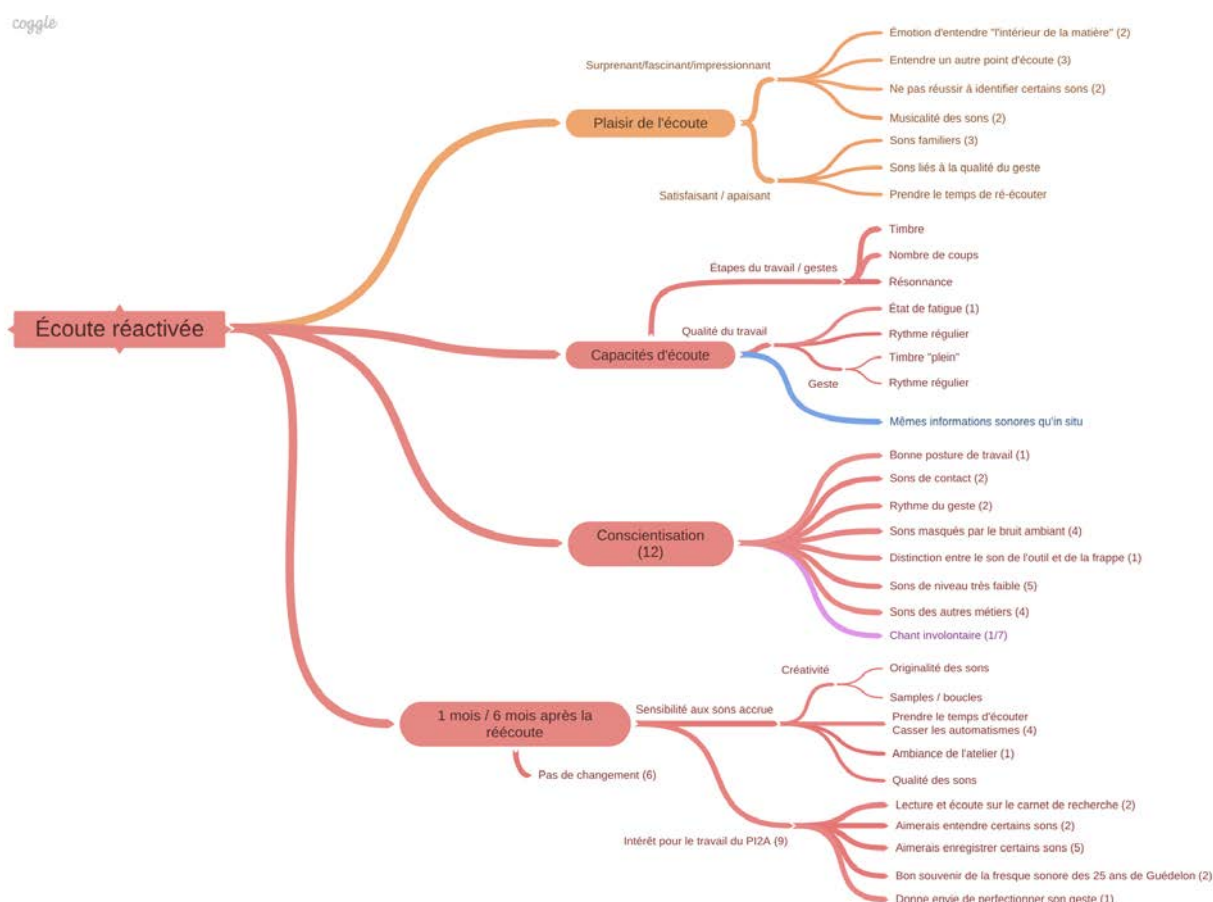 coggle
Écoute réactivée
Plaisir de l'écoute
Surprenant/fascinant/impressionnant
Émotion d'entendre "l'intérieur de la matière" (2)
Entendre un autre point d'écoute (3)
Ne pas réussir à identifier certains sons (2)
Musicalité des sons (2)
Satisfaisant / apaisant
Sons familiers (3)
Sons liés à la qualité du geste
Prendre le temps de ré-écouter
Capacités d'écoute
Étapes du travail / gestes
Timbre
Nombre de coups
Résonnance
Qualité du travail
État de fatigue (1)
Rythme régulier
Geste
Timbre "plein"
Rythme régulier
Mêmes informations sonores qu'in situ
Conscientisation
(12)
Bonne posture de travail (1)
Sons de contact (2)
Rythme du geste (2)
Sons masqués par le bruit ambiant (4)
Distinction entre le son de l'outil et de la frappe (1)
Sons de niveau très faible (5)
Sons des autres métiers (4)
Chant involontaire (1/7)
1 mois / 6 mois après la
réécoute
Sensibilité aux sons accrue
Créativité
Originalité des sons
Samples / boucles
Prendre le temps d'écouter
Casser les automatismes (4)
Ambiance de l'atelier (1)
Qualité des sons
Pas de changement (6)
Intérêt pour le travail du PI2A (9)
Lecture et écoute sur le carnet de recherche (2)
Aimerais entendre certains sons (2)
Aimerais enregistrer certains sons (5)
Bon souvenir de la fresque sonore des 25 ans de Guédelon (2)
Donne envie de perfectionner son geste (1)